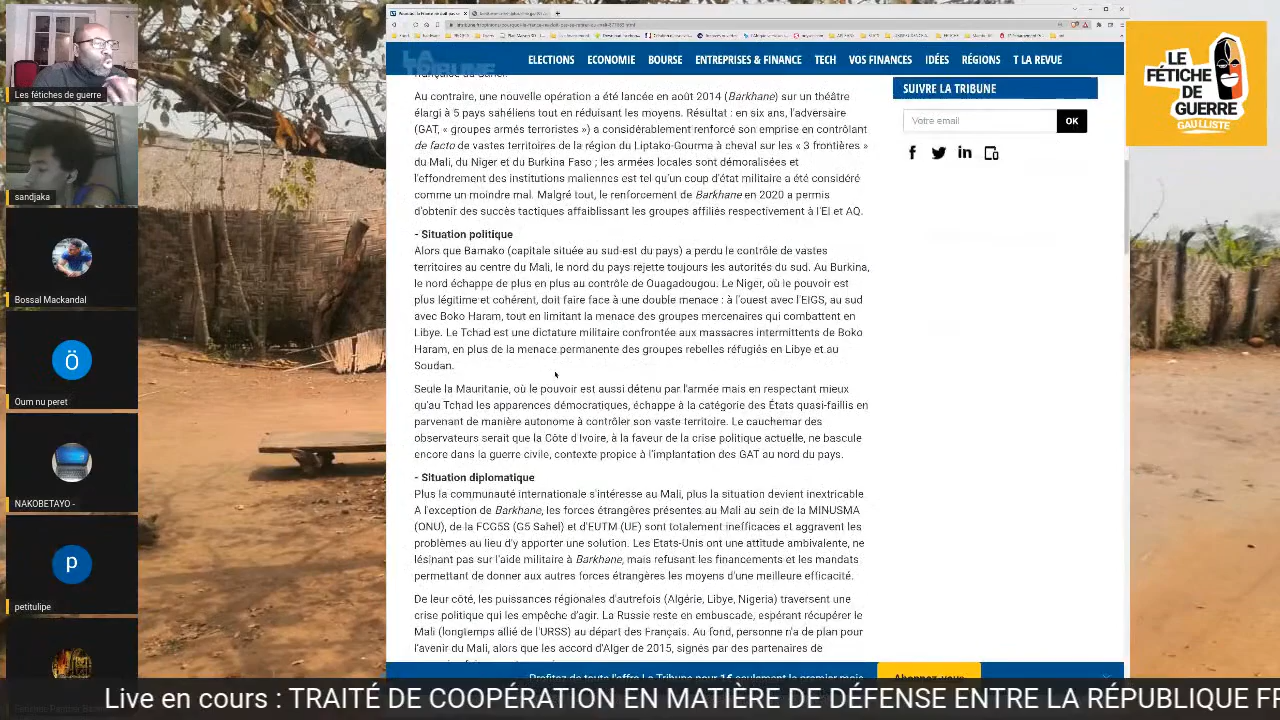 Les fétiches de guerre
sandjaka
Bossal Mackandal
Ö
Oum nu peret
NAKOBETAYO -
P
petitulipe
LA TRIBUNE
ELECTIONS ECONOMIE BOURSE ENTREPRISES & FINANCE TECH VOS FINANCES IDÉES RÉGIONS T LA REVUE
Au contraire, une nouvelle opération a été lancée en août 2014 (Barkhane) sur un théâtre
élargi à 5 pays sahéliens tout en réduisant les moyens. Résultat : en six ans, l'adversaire
(GAT, « groupes armés terroristes ») a considérablement renforcé son emprise en contrôlant
de facto de vastes territoires de la région du Liptako-Gourma à cheval sur les « 3 frontières »
du Mali, du Niger et du Burkina Faso ; les armées locales sont démoralisées et
l'effondrement des institutions maliennes est tel qu'un coup d'état militaire a été considéré
comme un moindre mal. Malgré tout, le renforcement de Barkhane en 2020 a permis
d'obtenir des succès tactiques affaiblissant les groupes affiliés respectivement à l'EI et AQ.
- Situation politique
Alors que Bamako (capitale située au sud-est du pays) a perdu le contrôle de vastes
territoires au centre du Mali, le nord du pays rejette toujours les autorités du sud. Au Burkina,
le nord échappe de plus en plus au contrôle de Ouagadougou. Le Niger, où le pouvoir est
plus légitime et cohérent, doit faire face à une double menace : à l'ouest avec l'EIGS, au sud
avec Boko Haram, tout en limitant la menace des groupes mercenaires qui combattent en
Libye. Le Tchad est une dictature militaire confrontée aux massacres intermittents de Boko
Haram, en plus de la menace permanente des groupes rebelles réfugiés en Libye et au
Soudan.
Seule la Mauritanie, où le pouvoir est aussi détenu par l'armée mais en respectant mieux
qu'au Tchad les apparences démocratiques, échappe à la catégorie des États quasi-faillis en
parvenant de manière autonome à contrôler son vaste territoire. Le cauchemar des
observateurs serait que la Côte d'Ivoire, à la faveur de la crise politique actuelle, ne bascule
encore dans la guerre civile, contexte propice à l'implantation des GAT au nord du pays.
- Situation diplomatique
Plus la communauté internationale s'intéresse au Mali, plus la situation devient inextricable
A l'exception de Barkhane, les forces étrangères présentes au Mali au sein de la MINUSMA
(ONU), de la FCG5S (G5 Sahel) et d'EUTM (UE) sont totalement inefficaces et aggravent les
problèmes au lieu d'y apporter une solution. Les Etats-Unis ont une attitude ambivalente, ne
lésinant pas sur l'aide militaire à Barkhane, mais refusant les financements et les mandats
permettant de donner aux autres forces étrangères les moyens d'une meilleure efficacité.
De leur côté, les puissances régionales d'autrefois (Algérie, Libye, Nigeria) traversent une
crise politique qui les empêche d'agir. La Russie reste en embuscade, espérant récupérer le
Mali (longtemps allié de l'URSS) au départ des Français. Au fond, personne n'a de plan pour
l'avenir du Mali, alors que les accord d'Alger de 2015, signés par des partenaires de
SUIVRE LA TRIBUNE
Votre email OK
LE
FÉTICHE
DE
GUERRE
GAULLISTE
Live en cours : TRAITÉ DE COOPÉRATION EN MATIÈRE DE DÉFENSE ENTRE LA RÉPUBLIQUE FR